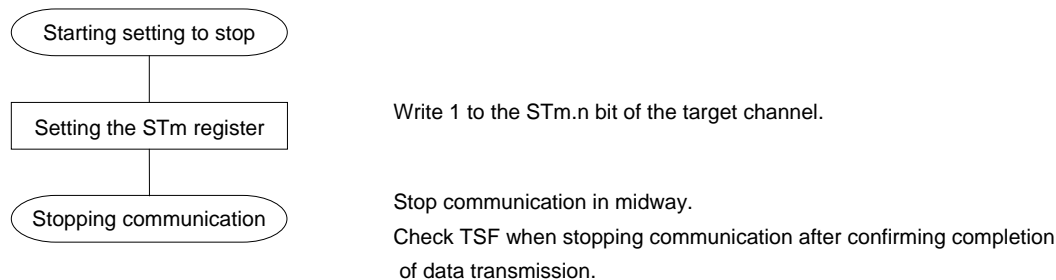 Starting setting to stop
Setting the STm register
Write 1 to the STm.n bit of the target channel.
Stopping communication
Stop communication in midway.
Check TSF when stopping communication after confirming completion
of data transmission.